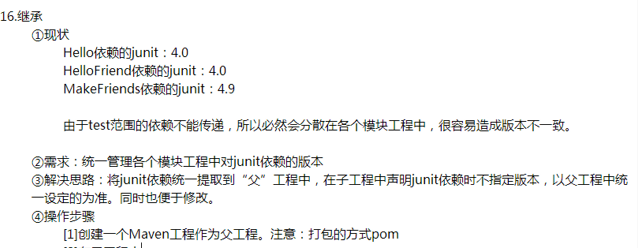 16.继承
①现状
Hello依赖的junit：4.0
HelloFriend依赖的junit：4.0
MakeFriends依赖的junit：4.9
由于test范围的依赖不能传递，所以必然会分散在各个模块工程中，很容易造成版本不一致。
②需求：统一管理各个模块工程中对junit依赖的版本
③解决思路：将junit依赖统一提取到“父”工程中，在子工程中声明junit依赖时不指定版本，以父工程中统
一设定的为准。同时也便于修改。
④操作步骤
[1]创建一个Maven工程作为父工程。注意：打包的方式pom